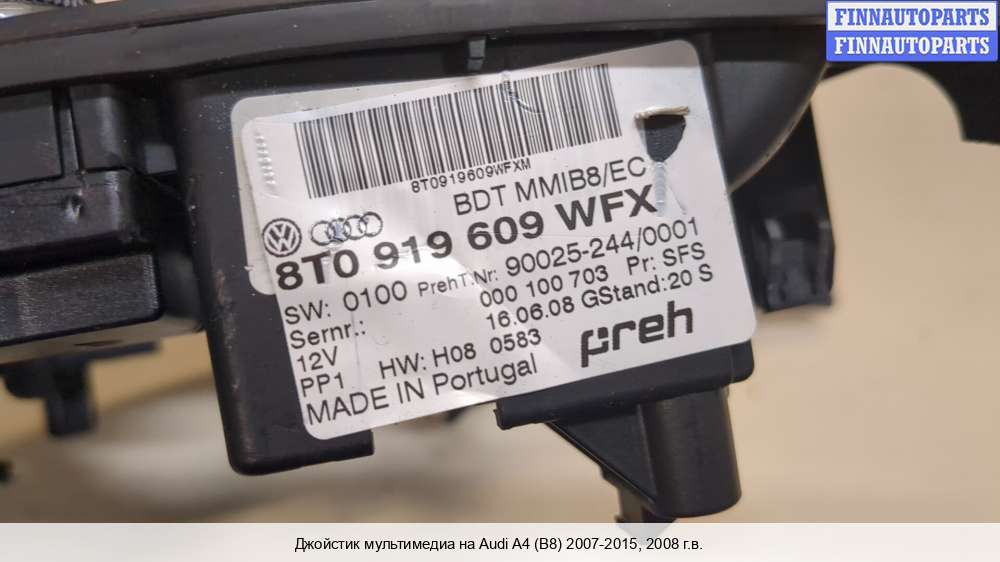 FINNAUTOPARTS
FINNAUTOPARTS
8T0919609WFXM
BDT MMIB8/EC
8T0 919 609 WFX
SW: 0100 PrehT.Nr: 90025-244/0001
Sernr.: 000 100 703 Pr: SFS
12V 16.06.08 GStand:20 S
PP1 HW: H08 0583
MADE IN Portugal
preh
Джойстик мультимедиа на Audi A4 (B8) 2007-2015, 2008 г.в.